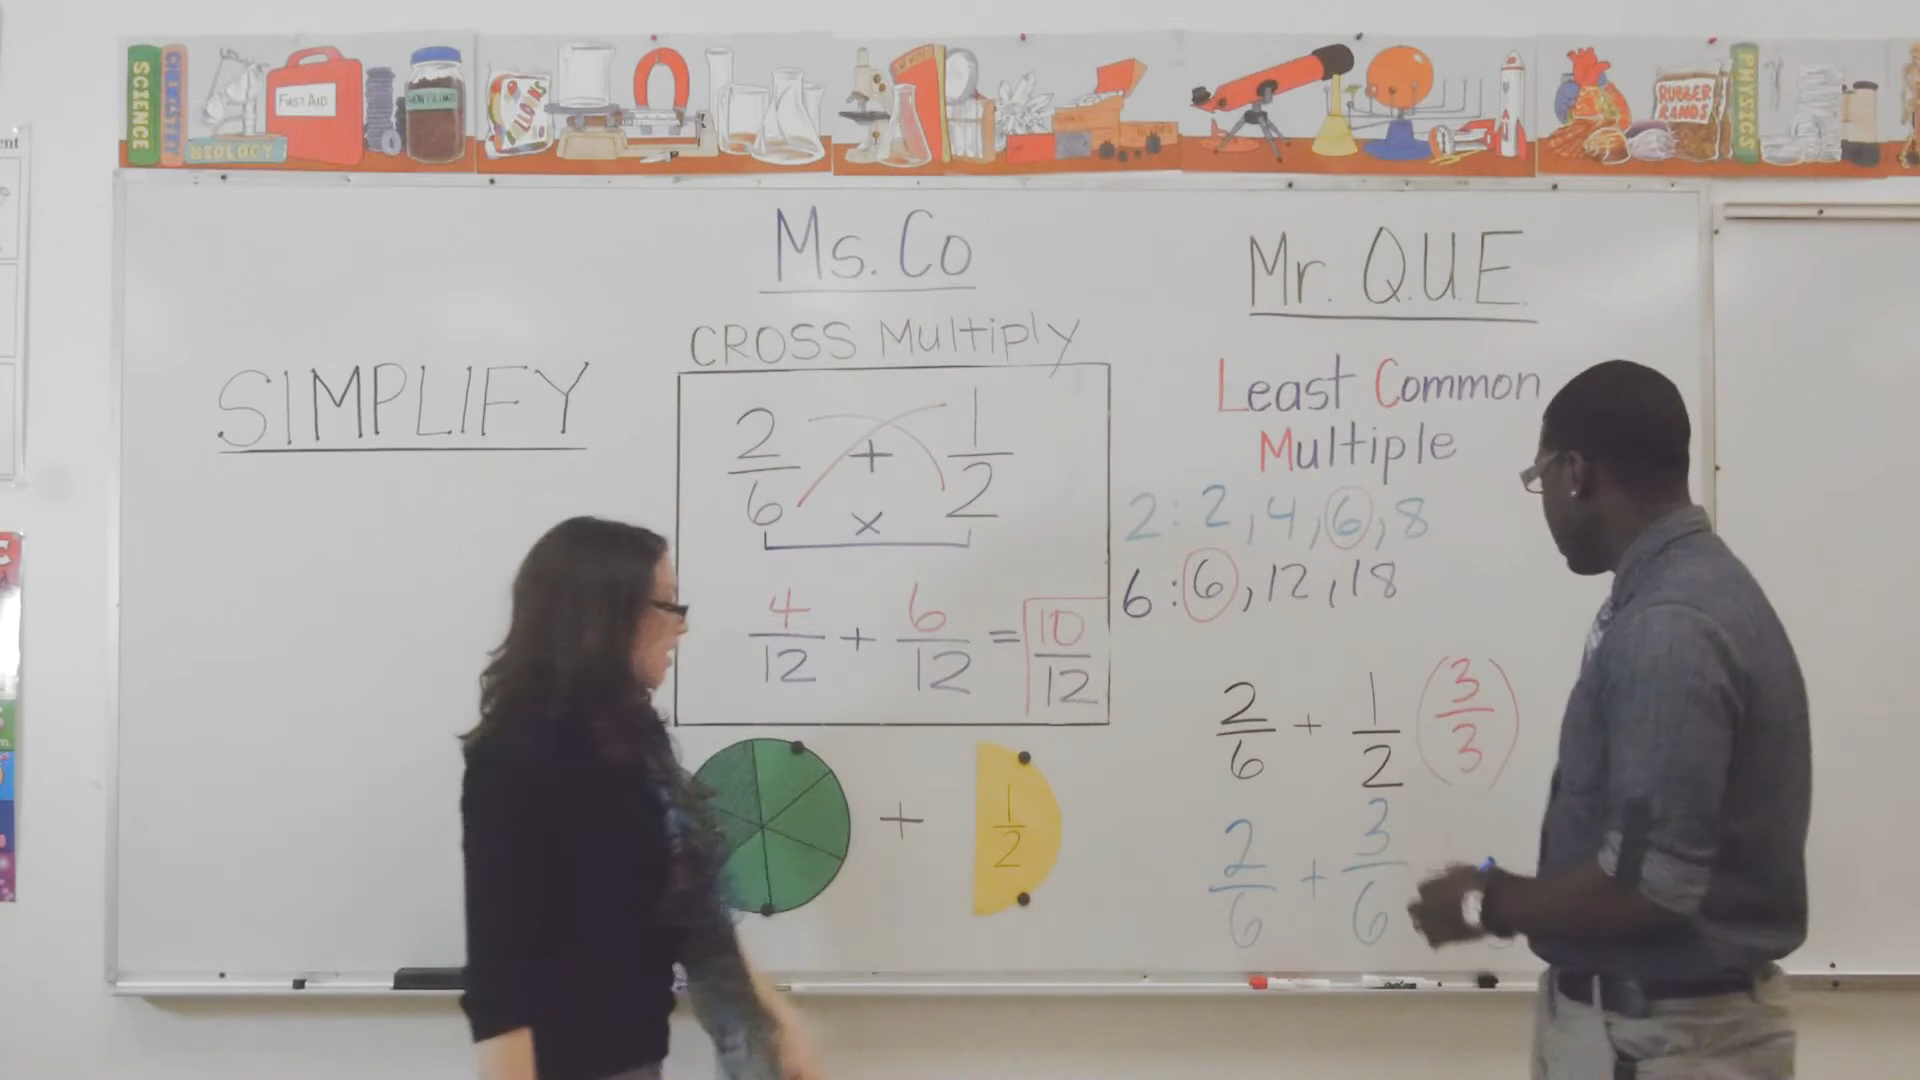 SCIENCE
CHEMISTRY
BIOLOGY
FIRST AID
RUBBER
BANDS
PHYSICS
Ms. Co
Mr. Q.U.E.
CROSS Multiply
SIMPLIFY
Least Common
Multiple
2/6 + 1/2
x
4/12 + 6/12 = 10/12
2: 2, 4, 6, 8
6: 6, 12, 18
2/6 + 1/2 (3/3)
2/6 + 3/6
+ 1/2